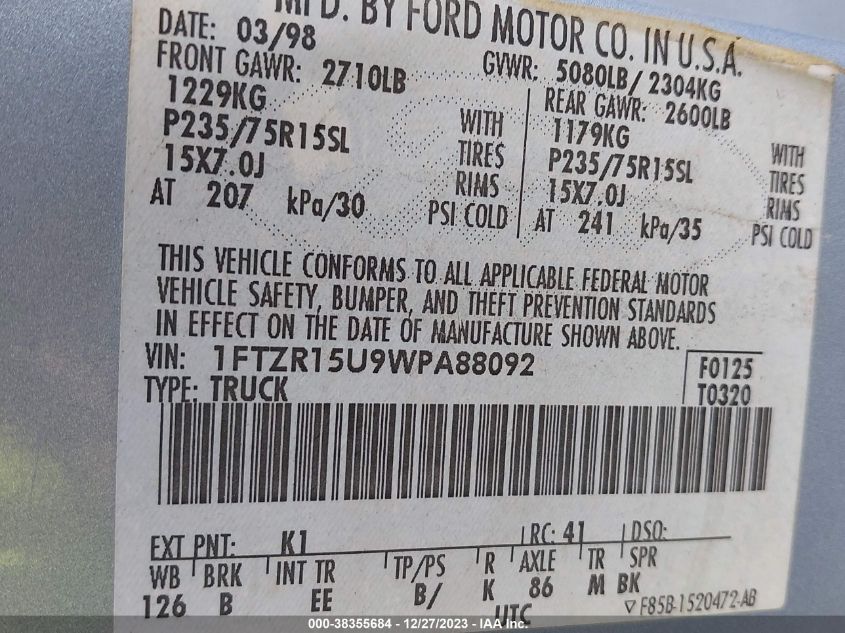 MFD. BY FORD MOTOR CO. IN U.S.A.
DATE: 03/98 GVWR: 5080LB/ 2304KG
FRONT GAWR: 2710LB REAR GAWR: 2600LB
1229KG WITH 1179KG WITH
P235/75R15SL TIRES P235/75R15SL TIRES
15X7.0J RIMS 15X7.0J RIMS
AT 207 kPa/30 PSI COLD AT 241 kPa/35 PSI COLD
THIS VEHICLE CONFORMS TO ALL APPLICABLE FEDERAL MOTOR
VEHICLE SAFETY, BUMPER, AND THEFT PREVENTION STANDARDS
IN EFFECT ON THE DATE OF MANUFACTURE SHOWN ABOVE.
VIN: 1FTZR15U9WPA88092 F0125
TYPE: TRUCK T0320
EXT PNT: K1 RC: 41 DSO:
WB BRK INT TR TP/PS R AXLE TR SPR
126 B EE B/ K 86 M BK
UTC ▽ F85B-1520472-AB
000-38355684 - 12/27/2023 - IAA Inc.